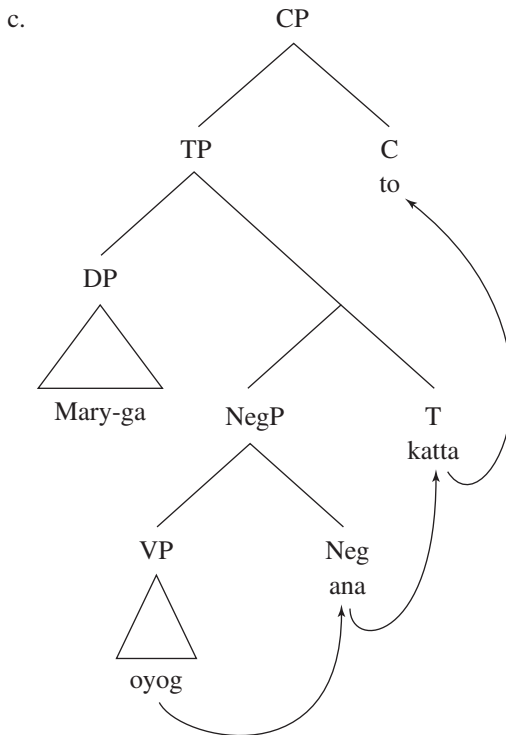 c.
CP
TP C
to
DP
Mary-ga
NegP T
katta
VP Neg
ana
oyog